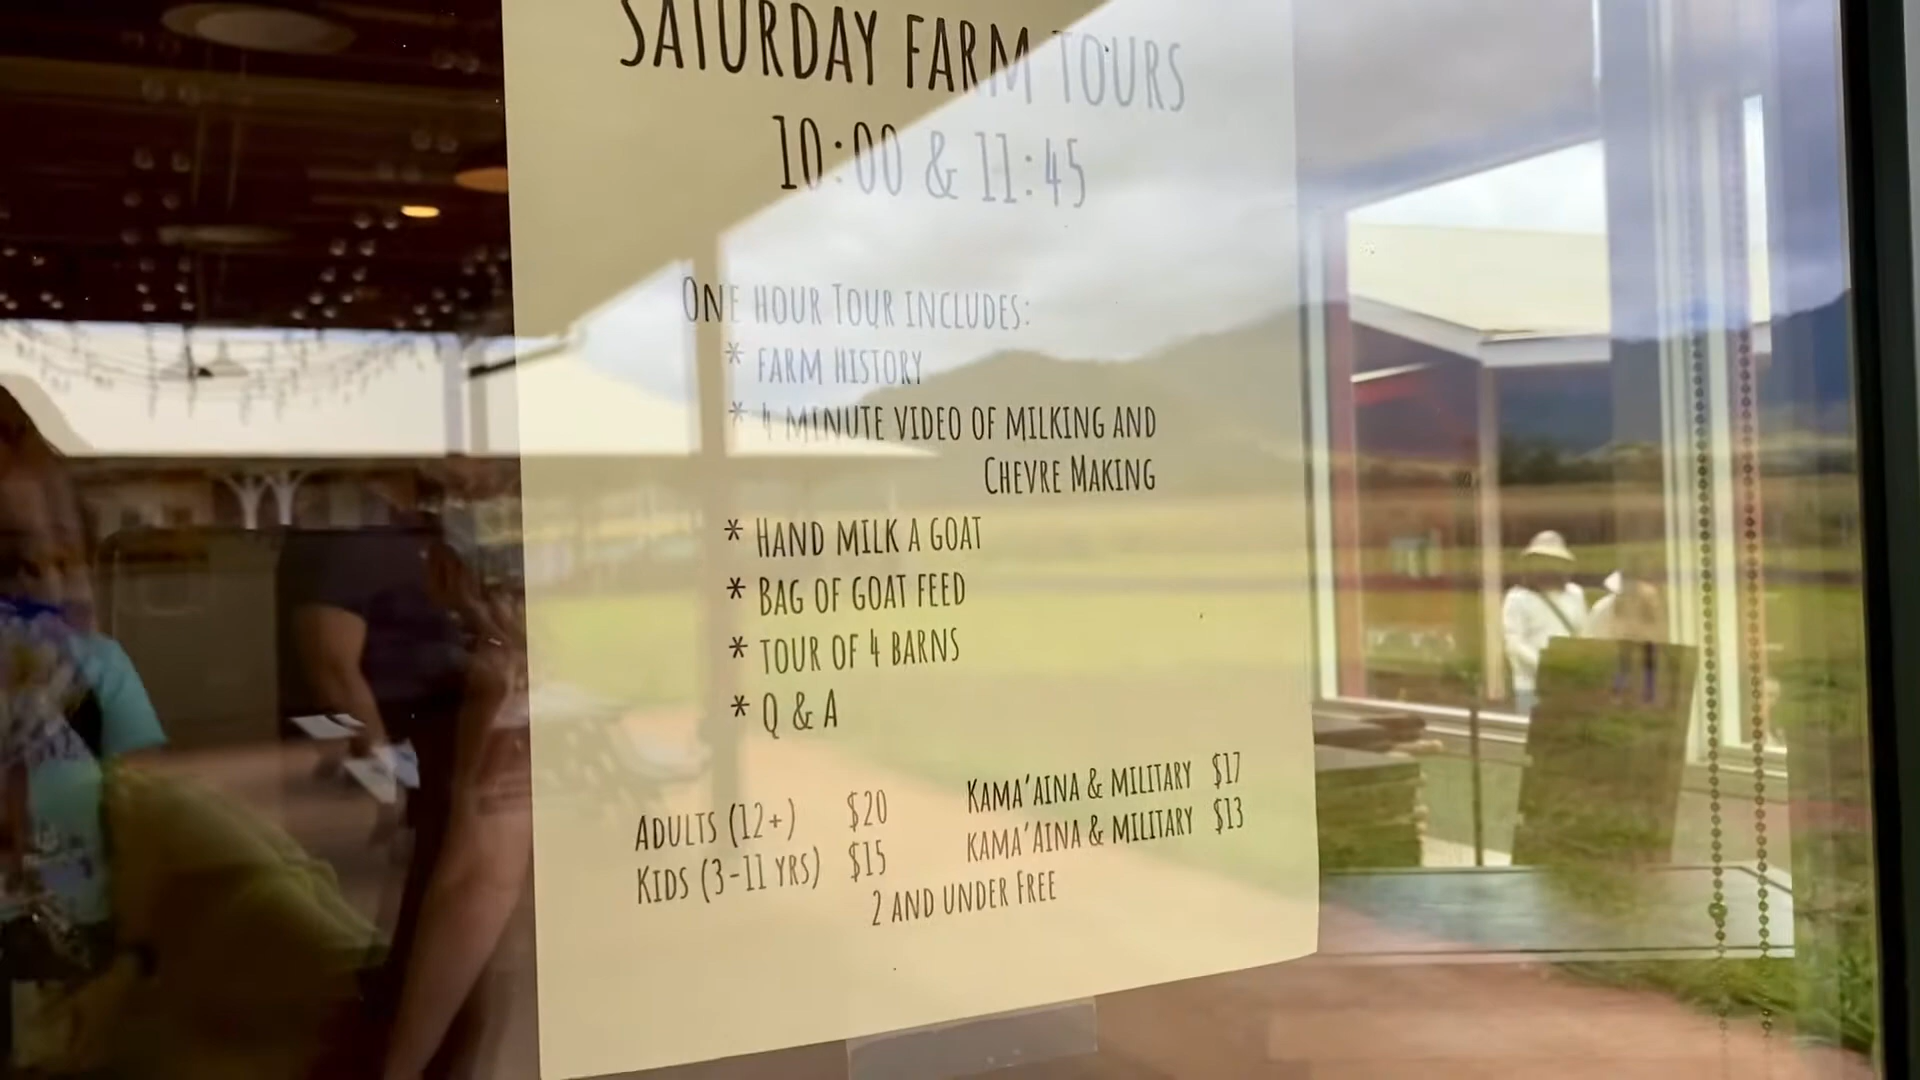 SATURDAY FARM TOURS
10:00 & 11:45
ONE HOUR TOUR INCLUDES:
* FARM HISTORY
* 4 MINUTE VIDEO OF MILKING AND
CHEVRE MAKING
* HAND MILK A GOAT
* BAG OF GOAT FEED
* TOUR OF 4 BARNS
* Q & A
ADULTS (12+) $20 KAMA'AINA & MILITARY $17
KIDS (3-11 YRS) $15 KAMA'AINA & MILITARY $13
2 AND UNDER FREE